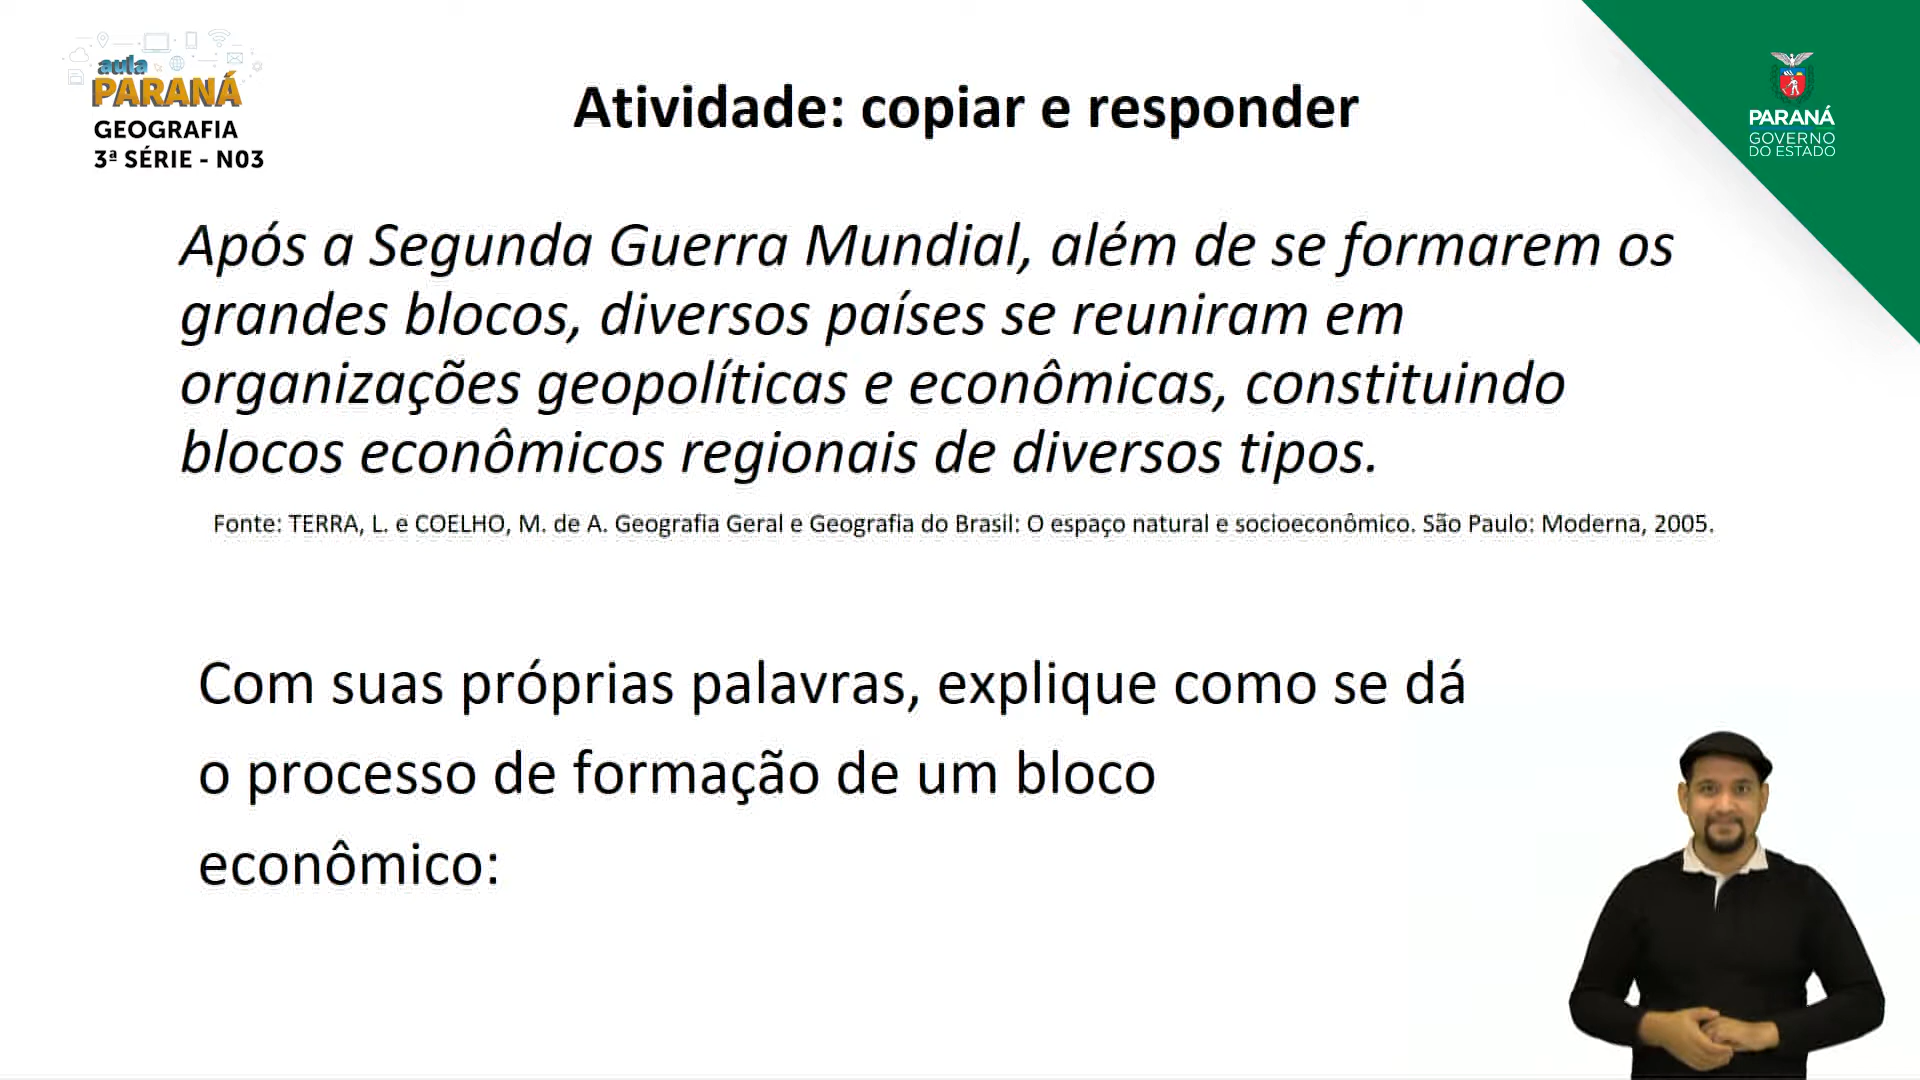 aula
PARANÁ
GEOGRAFIA
3ª SÉRIE - N03
Atividade: copiar e responder
PARANÁ
GOVERNO
DO ESTADO
Após a Segunda Guerra Mundial, além de se formarem os
grandes blocos, diversos países se reuniram em
organizações geopolíticas e econômicas, constituindo
blocos econômicos regionais de diversos tipos.
Fonte: TERRA, L. e COELHO, M. de A. Geografia Geral e Geografia do Brasil: O espaço natural e socioeconômico. São Paulo: Moderna, 2005.
Com suas próprias palavras, explique como se dá
o processo de formação de um bloco
econômico: